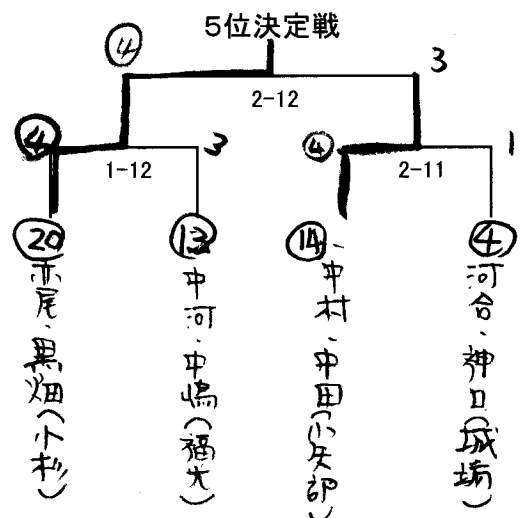 5位決定戦
④ 3
2-12
④ 3 ④ 1
1-12 2-11
⑳ ⑬ ⑭ ④
赤尾・黒畑(小杉)
中河・中嶋(福光)
中村・中田(小矢部)
河合・神口(城端)